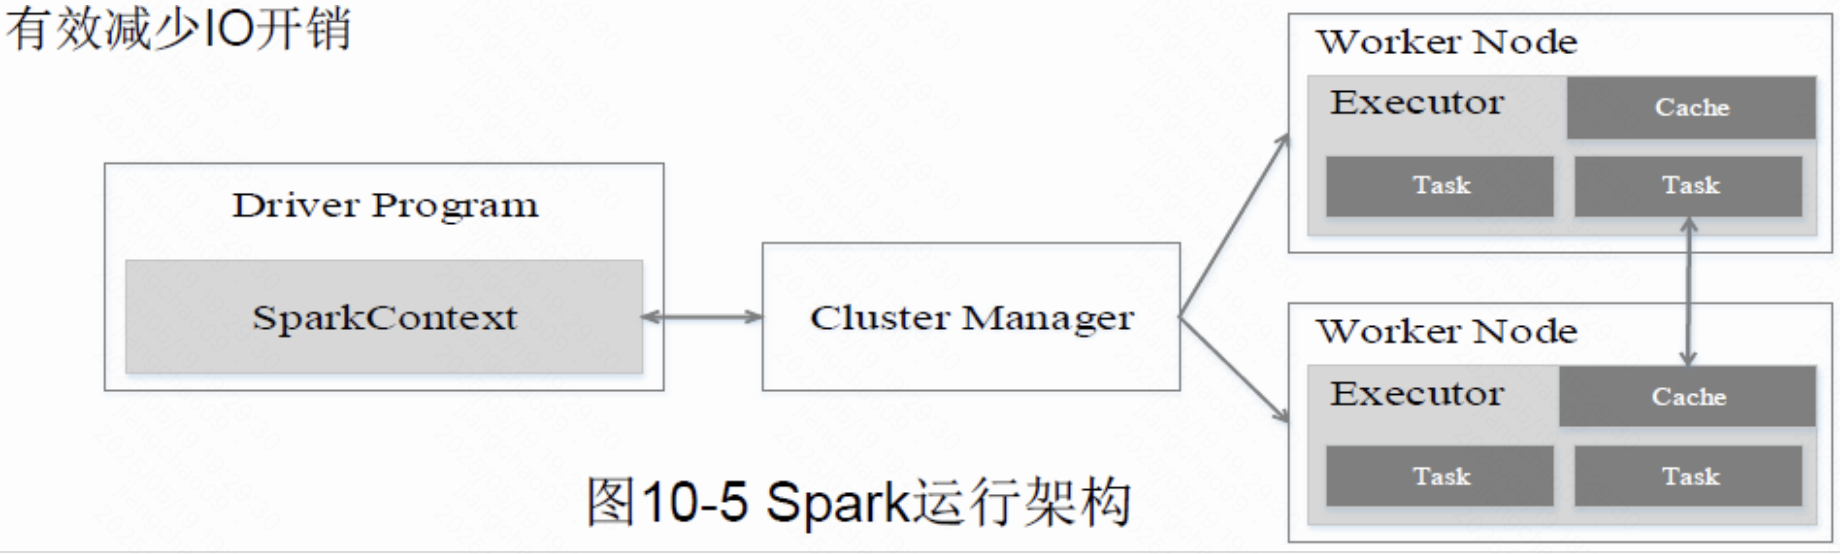 有效减少IO开销
Driver Program
SparkContext
Cluster Manager
Worker Node
Executor
Cache
Task
Task
Worker Node
Executor
Cache
Task
Task
图10-5 Spark运行架构